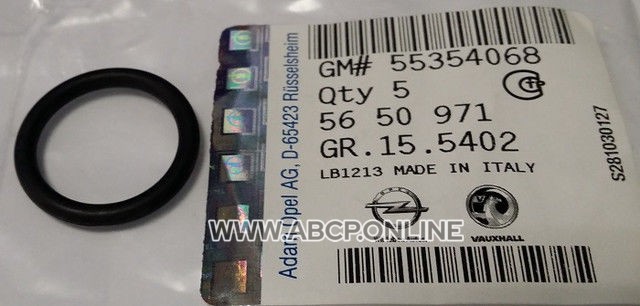 GM# 55354068
Qty 5
56 50 971
GR.15.5402
LB1213 MADE IN ITALY
VAUXHALL
S281030127
Adam Opel AG, D-65423 Rüsselsheim
WWW.ABCP.ONLINE